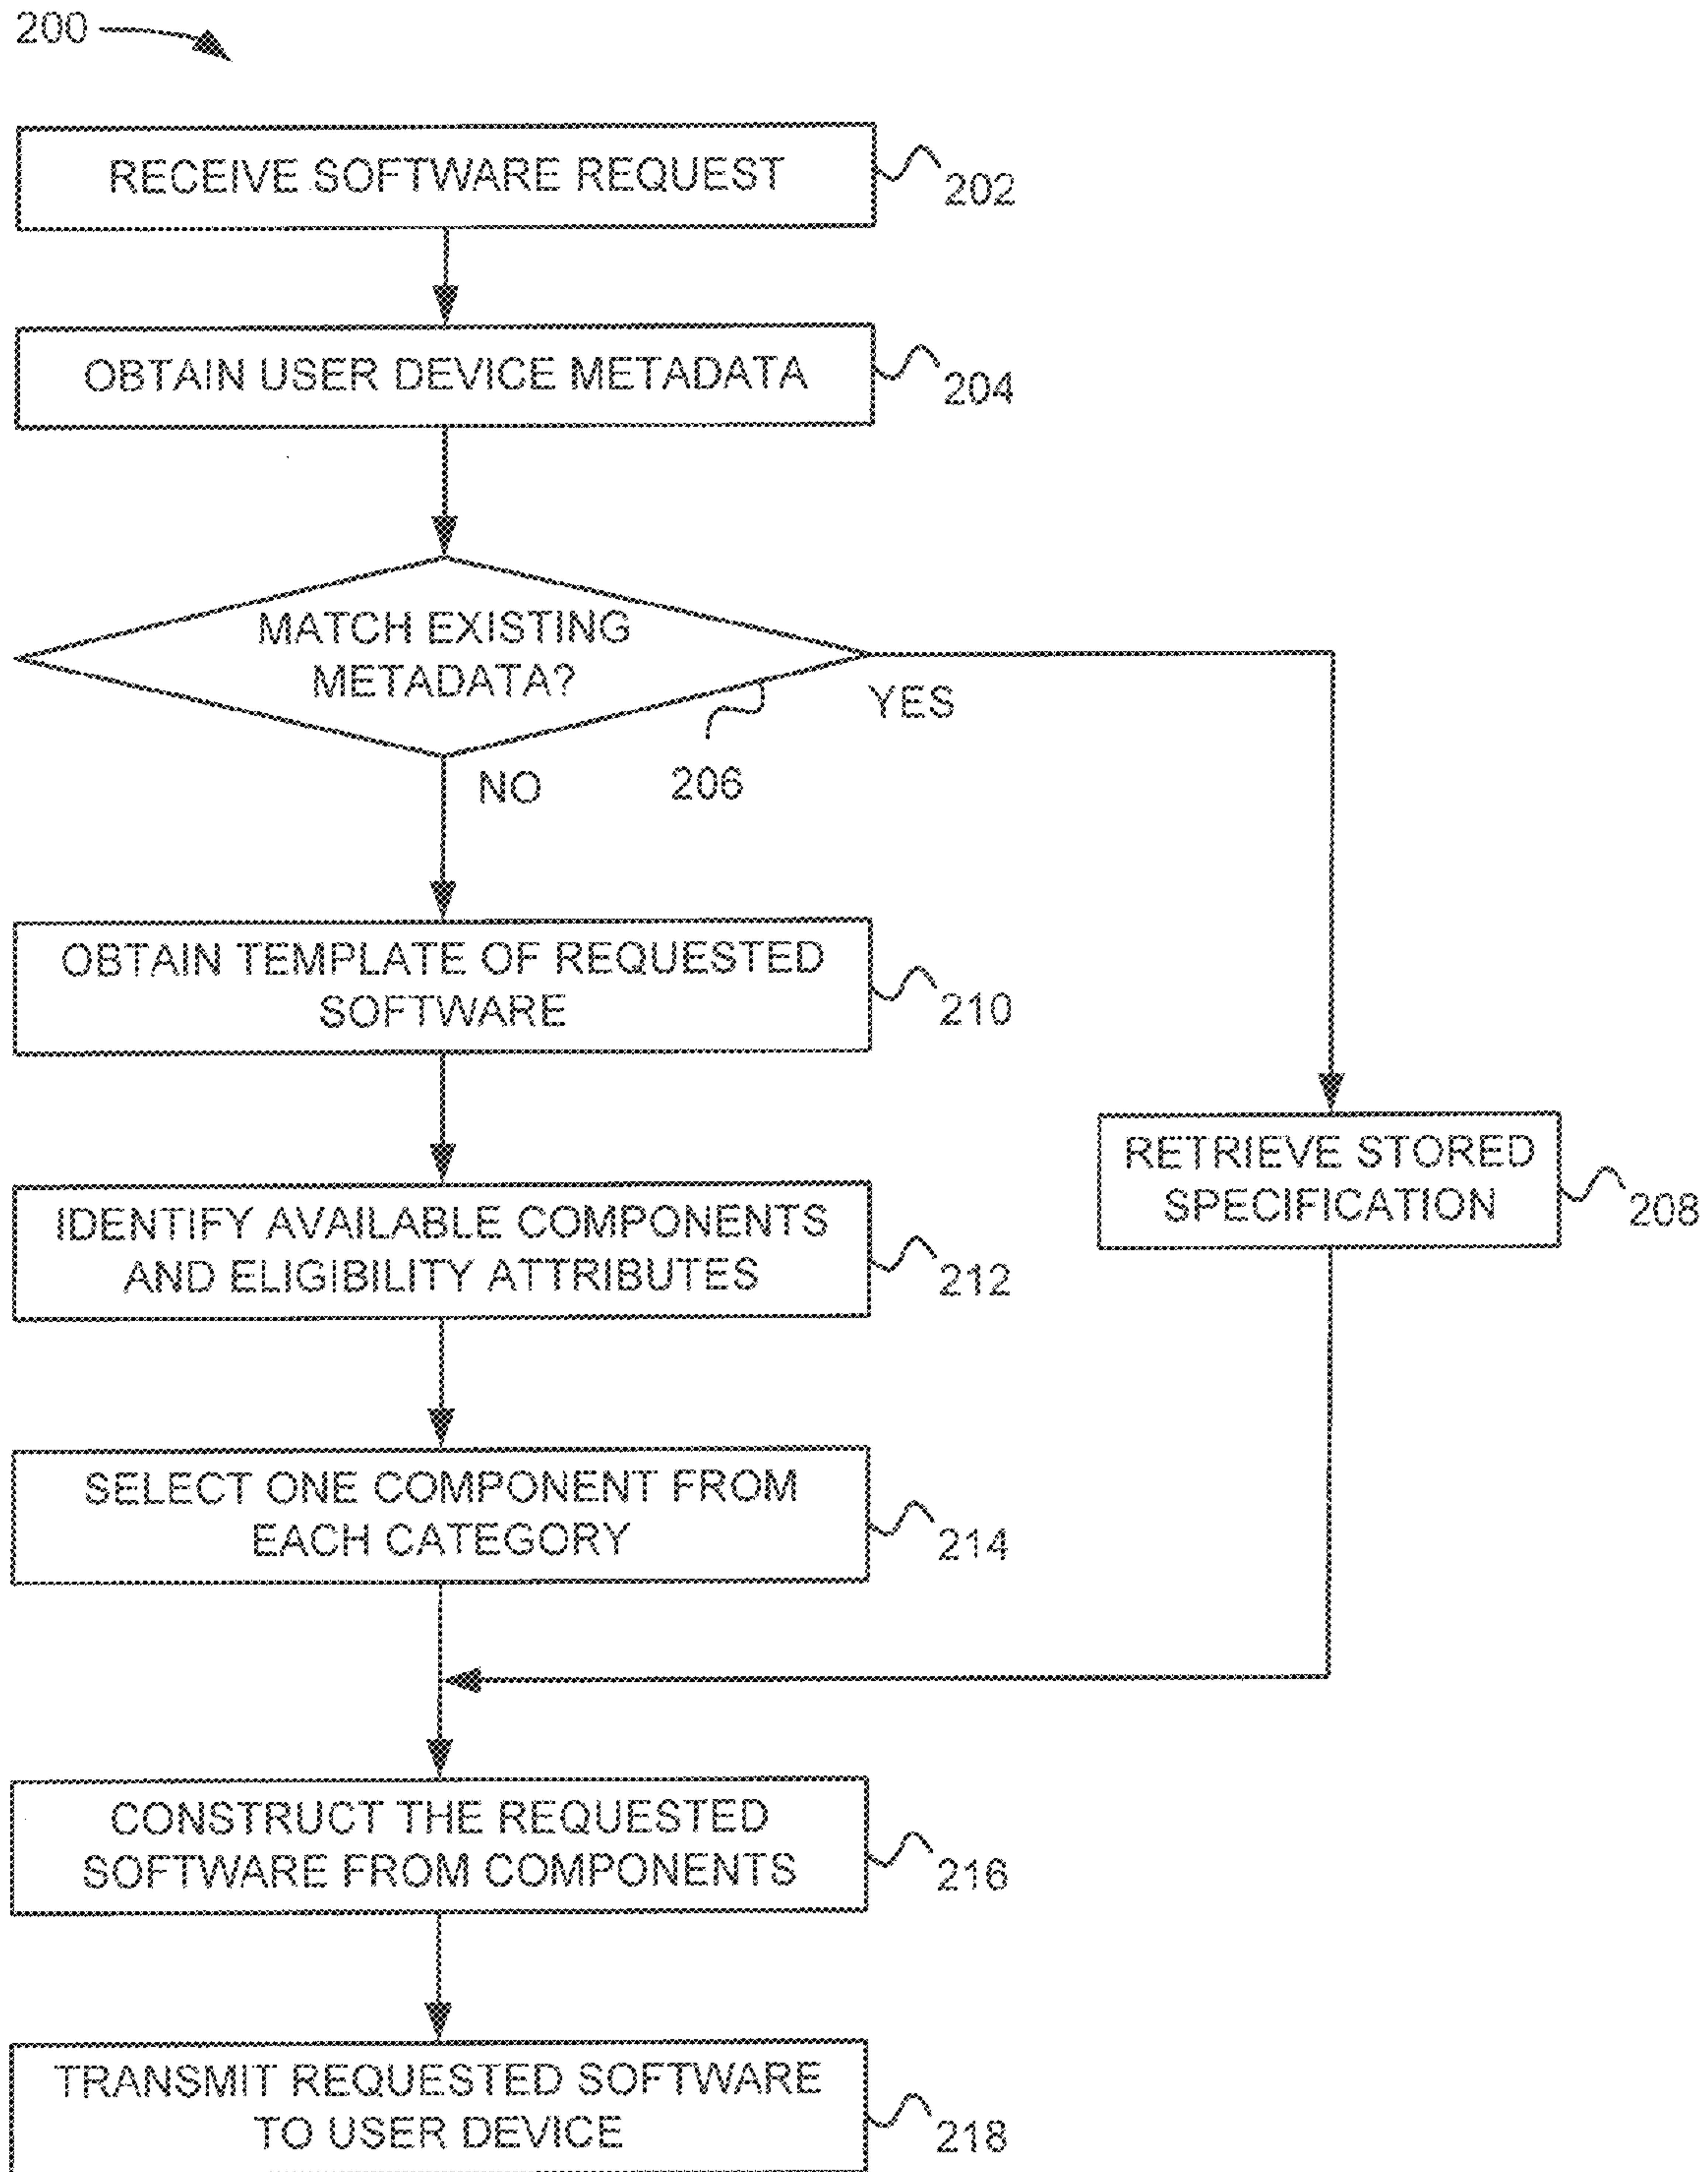 200
RECEIVE SOFTWARE REQUEST
202
OBTAIN USER DEVICE METADATA
204
MATCH EXISTING
METADATA?
YES
206
NO
OBTAIN TEMPLATE OF REQUESTED
SOFTWARE
210
RETRIEVE STORED
SPECIFICATION
208
IDENTIFY AVAILABLE COMPONENTS
AND ELIGIBILITY ATTRIBUTES
212
SELECT ONE COMPONENT FROM
EACH CATEGORY
214
CONSTRUCT THE REQUESTED
SOFTWARE FROM COMPONENTS
216
TRANSMIT REQUESTED SOFTWARE
TO USER DEVICE
218